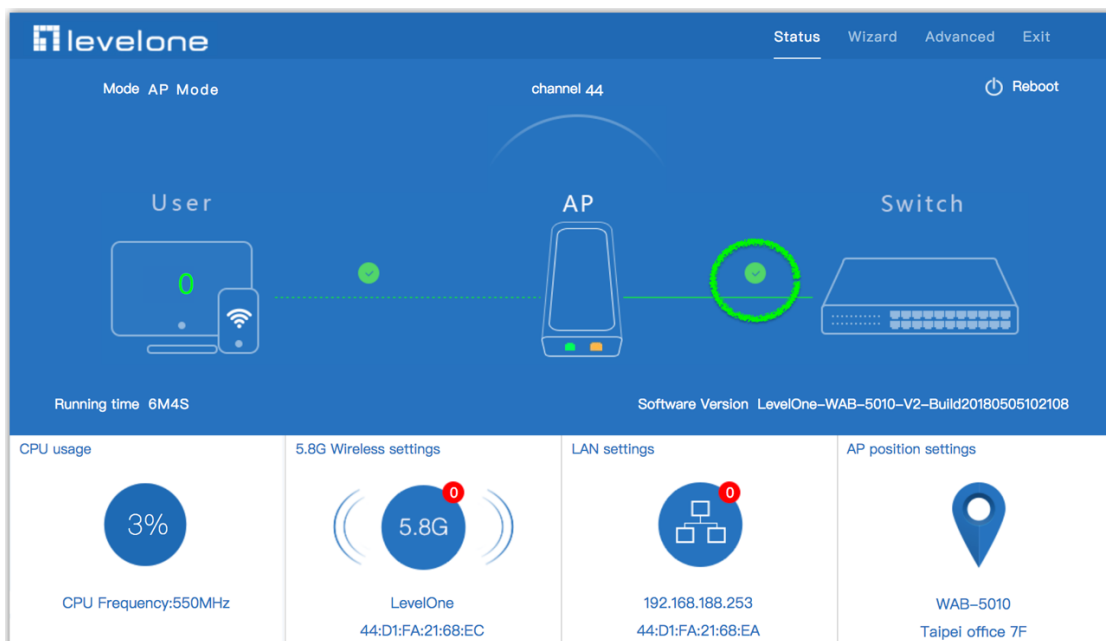 levelone
Status Wizard Advanced Exit
Mode AP Mode
channel 44
Reboot
User
AP
Switch
0
Running time 6M4S
Software Version LevelOne-WAB-5010-V2-Build20180505102108
CPU usage
3%
CPU Frequency:550MHz
5.8G Wireless settings
0
5.8G
LevelOne
44:D1:FA:21:68:EC
LAN settings
0
192.168.188.253
44:D1:FA:21:68:EA
AP position settings
WAB-5010
Taipei office 7F